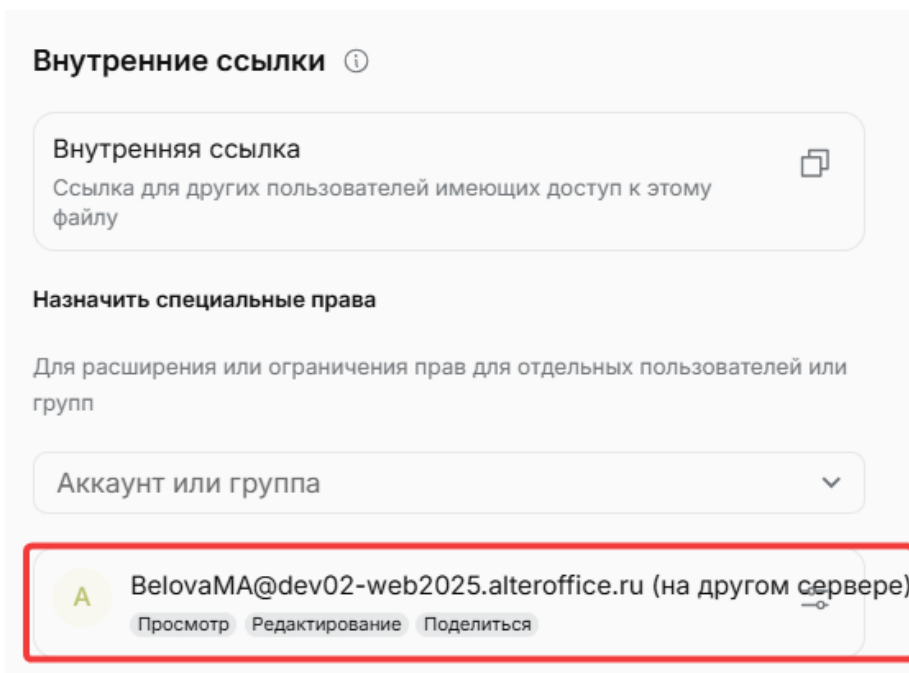 Внутренние ссылки
Внутренняя ссылка
Ссылка для других пользователей имеющих доступ к этому
файлу
Назначить специальные права
Для расширения или ограничения прав для отдельных пользователей или
групп
Аккаунт или группа
A
BelovaMA@dev02-web2025.alteroffice.ru (на другом сервере)
Просмотр Редактирование Поделиться